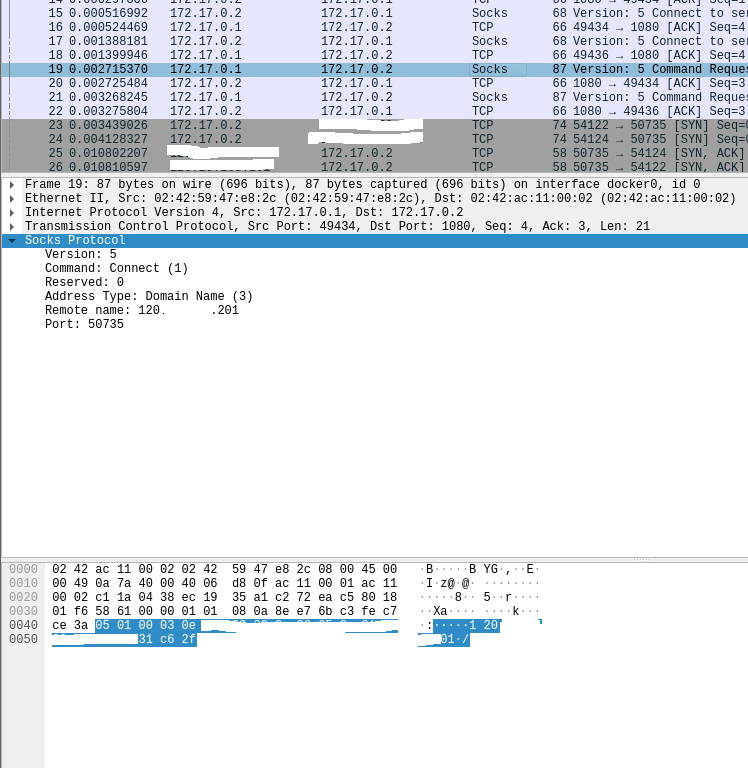 14 0.000297806 172.17.0.2 172.17.0.1 TCP 66 1080 → 49434 [ACK] Seq=1
15 0.000516992 172.17.0.2 172.17.0.1 Socks 68 Version: 5 Connect to ser
16 0.000524469 172.17.0.1 172.17.0.2 TCP 66 49434 → 1080 [ACK] Seq=4
17 0.001388181 172.17.0.2 172.17.0.1 Socks 68 Version: 5 Connect to ser
18 0.001399946 172.17.0.1 172.17.0.2 TCP 66 49436 → 1080 [ACK] Seq=4
19 0.002715370 172.17.0.1 172.17.0.2 Socks 87 Version: 5 Command Reques
20 0.002725484 172.17.0.2 172.17.0.1 TCP 66 1080 → 49434 [ACK] Seq=3
21 0.003268245 172.17.0.1 172.17.0.2 Socks 87 Version: 5 Command Reques
22 0.003275804 172.17.0.2 172.17.0.1 TCP 66 1080 → 49436 [ACK] Seq=3
23 0.003439026 172.17.0.2 TCP 74 54122 → 50735 [SYN] Seq=0
24 0.004128327 172.17.0.2 TCP 74 54124 → 50735 [SYN] Seq=0
25 0.010802207 172.17.0.2 TCP 58 50735 → 54124 [SYN, ACK]
26 0.010810597 172.17.0.2 TCP 58 50735 → 54122 [SYN, ACK]
Frame 19: 87 bytes on wire (696 bits), 87 bytes captured (696 bits) on interface docker0, id 0
Ethernet II, Src: 02:42:59:47:e8:2c (02:42:59:47:e8:2c), Dst: 02:42:ac:11:00:02 (02:42:ac:11:00:02)
Internet Protocol Version 4, Src: 172.17.0.1, Dst: 172.17.0.2
Transmission Control Protocol, Src Port: 49434, Dst Port: 1080, Seq: 4, Ack: 3, Len: 21
Socks Protocol
Version: 5
Command: Connect (1)
Reserved: 0
Address Type: Domain Name (3)
Remote name: 120. .201
Port: 50735
0000 02 42 ac 11 00 02 02 42 59 47 e8 2c 08 00 45 00 ·B·····B YG·,··E·
0010 00 49 0a 7a 40 00 40 06 d8 0f ac 11 00 01 ac 11 ·I·z@·@· ········
0020 00 02 c1 1a 04 38 ec 19 35 a1 c2 72 ea c5 80 18 ·····8·· 5··r····
0030 01 f6 58 61 00 00 01 01 08 0a 8e e7 6b c3 fe c7 ··Xa···· ····k···
0040 ce 3a 05 01 00 03 0e ·:·····1 20
0050 31 c6 2f 01·/